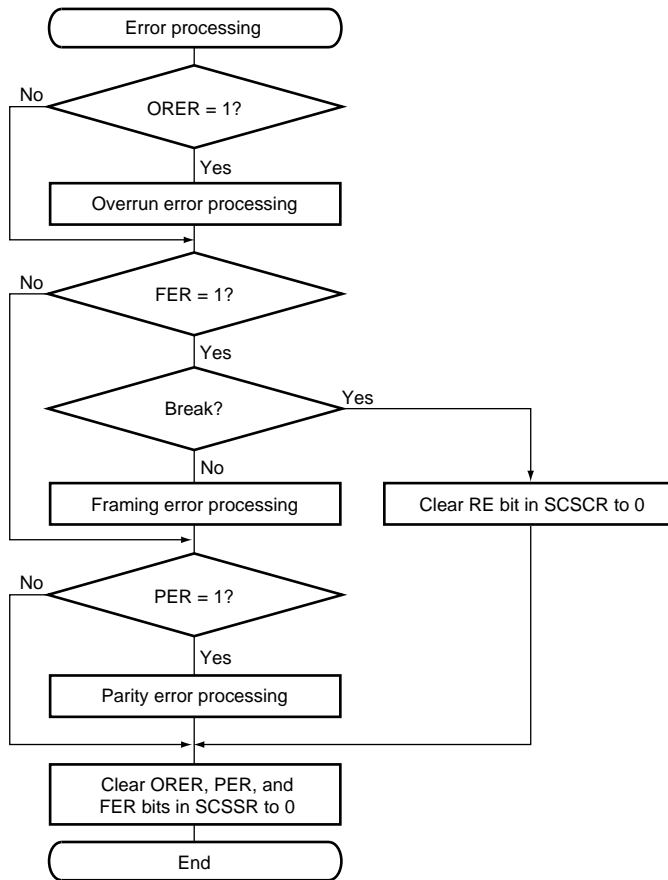 Error processing
No
ORER = 1?
Yes
Overrun error processing
No
FER = 1?
Yes
Break?
Yes
No
Framing error processing
Clear RE bit in SCSCR to 0
No
PER = 1?
Yes
Parity error processing
Clear ORER, PER, and
FER bits in SCSSR to 0
End